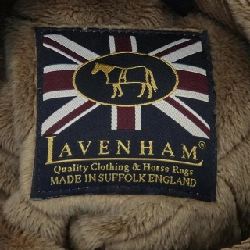 LAVENHAM®
Quality Clothing & Horse Rugs
MADE IN SUFFOLK ENGLAND